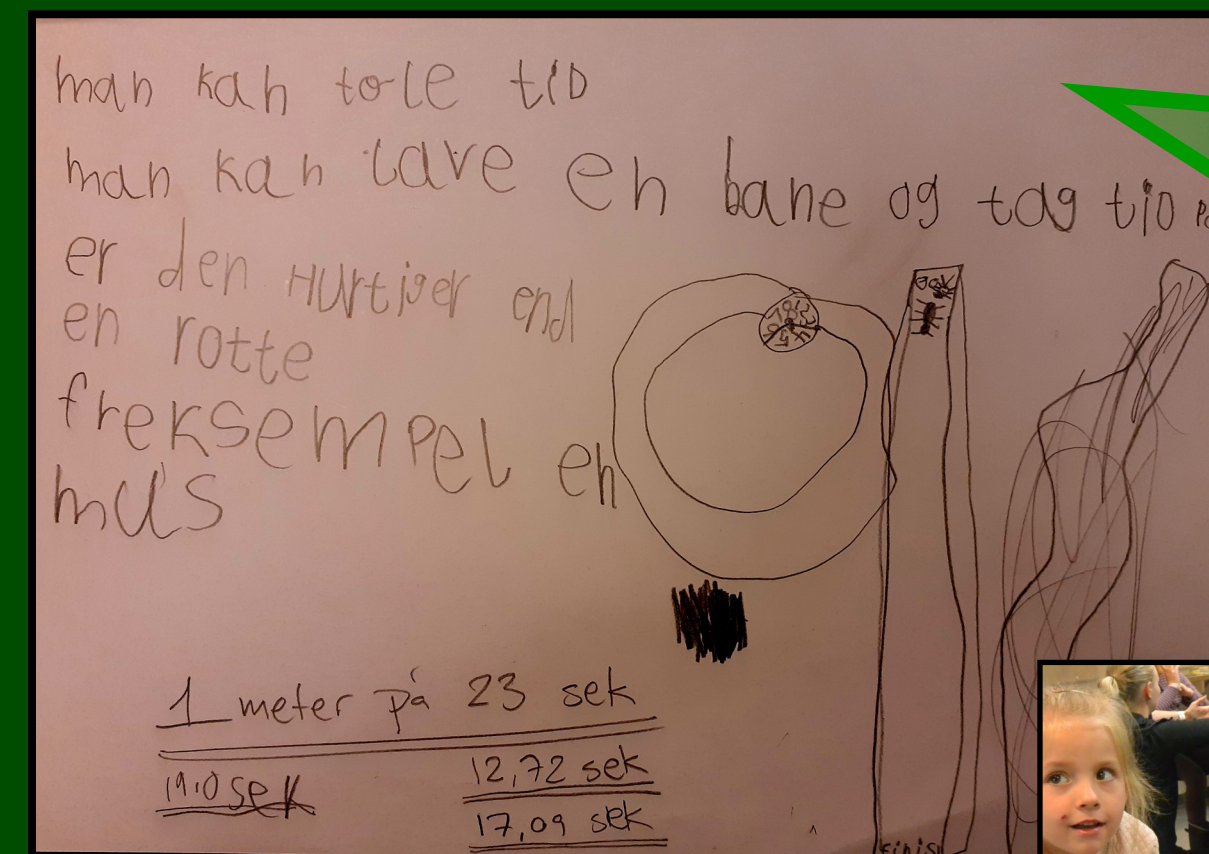 man kan tole tid
man kan lave en bane og tag tid
er den Hurtiger end
en rotte
freksempel en
mus
1 meter på 23 sek
19,0 sek
12,72 sek
17,09 sek
finish